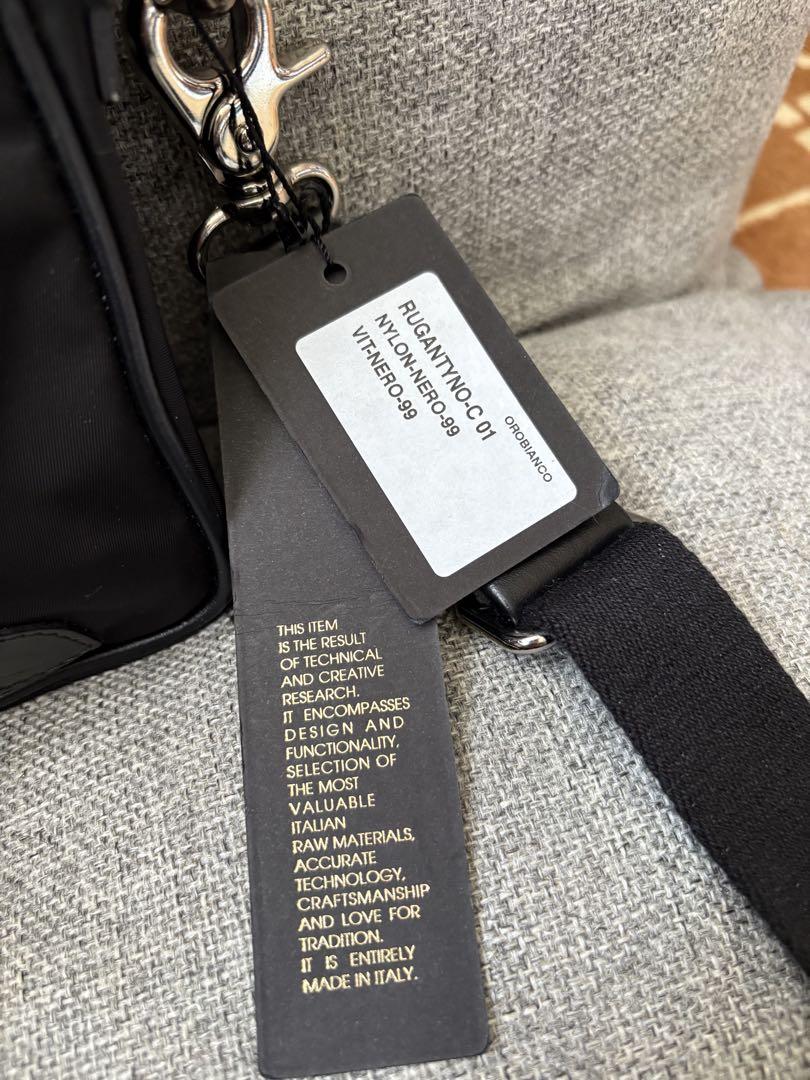 RUGANTYNO-C 01
NYLON-NERO-99
VIT-NERO-99
OROBIANCO
THIS ITEM
IS THE RESULT
OF TECHNICAL
AND CREATIVE
RESEARCH.
IT ENCOMPASSES
DESIGN AND
FUNCTIONALITY,
SELECTION OF
THE MOST
VALUABLE
ITALIAN
RAW MATERIALS,
ACCURATE
TECHNOLOGY,
CRAFTSMANSHIP
AND LOVE FOR
TRADITION.
IT IS ENTIRELY
MADE IN ITALY.